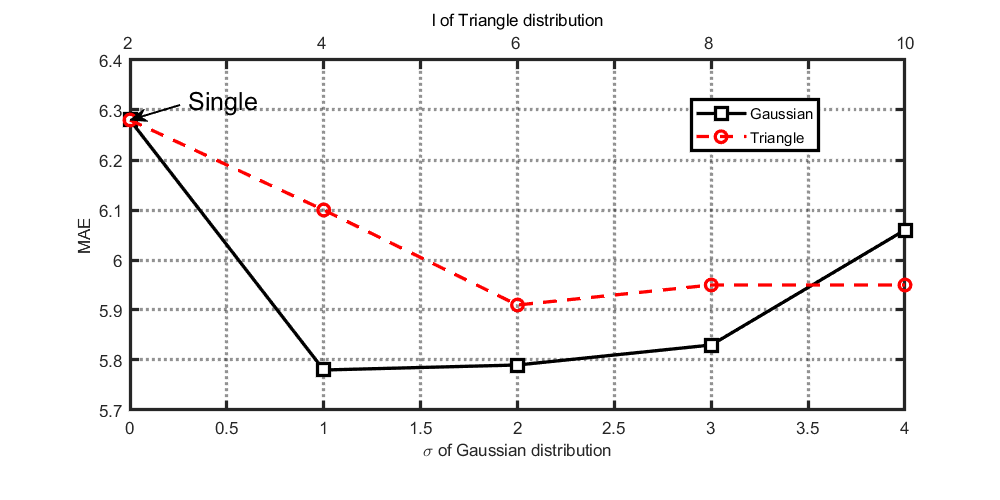 l of Triangle distribution
2 4 6 8 10
6.4
6.3
6.2
6.1
6
5.9
5.8
5.7
MAE
Single
Gaussian
Triangle
0 0.5 1 1.5 2 2.5 3 3.5 4
σ of Gaussian distribution